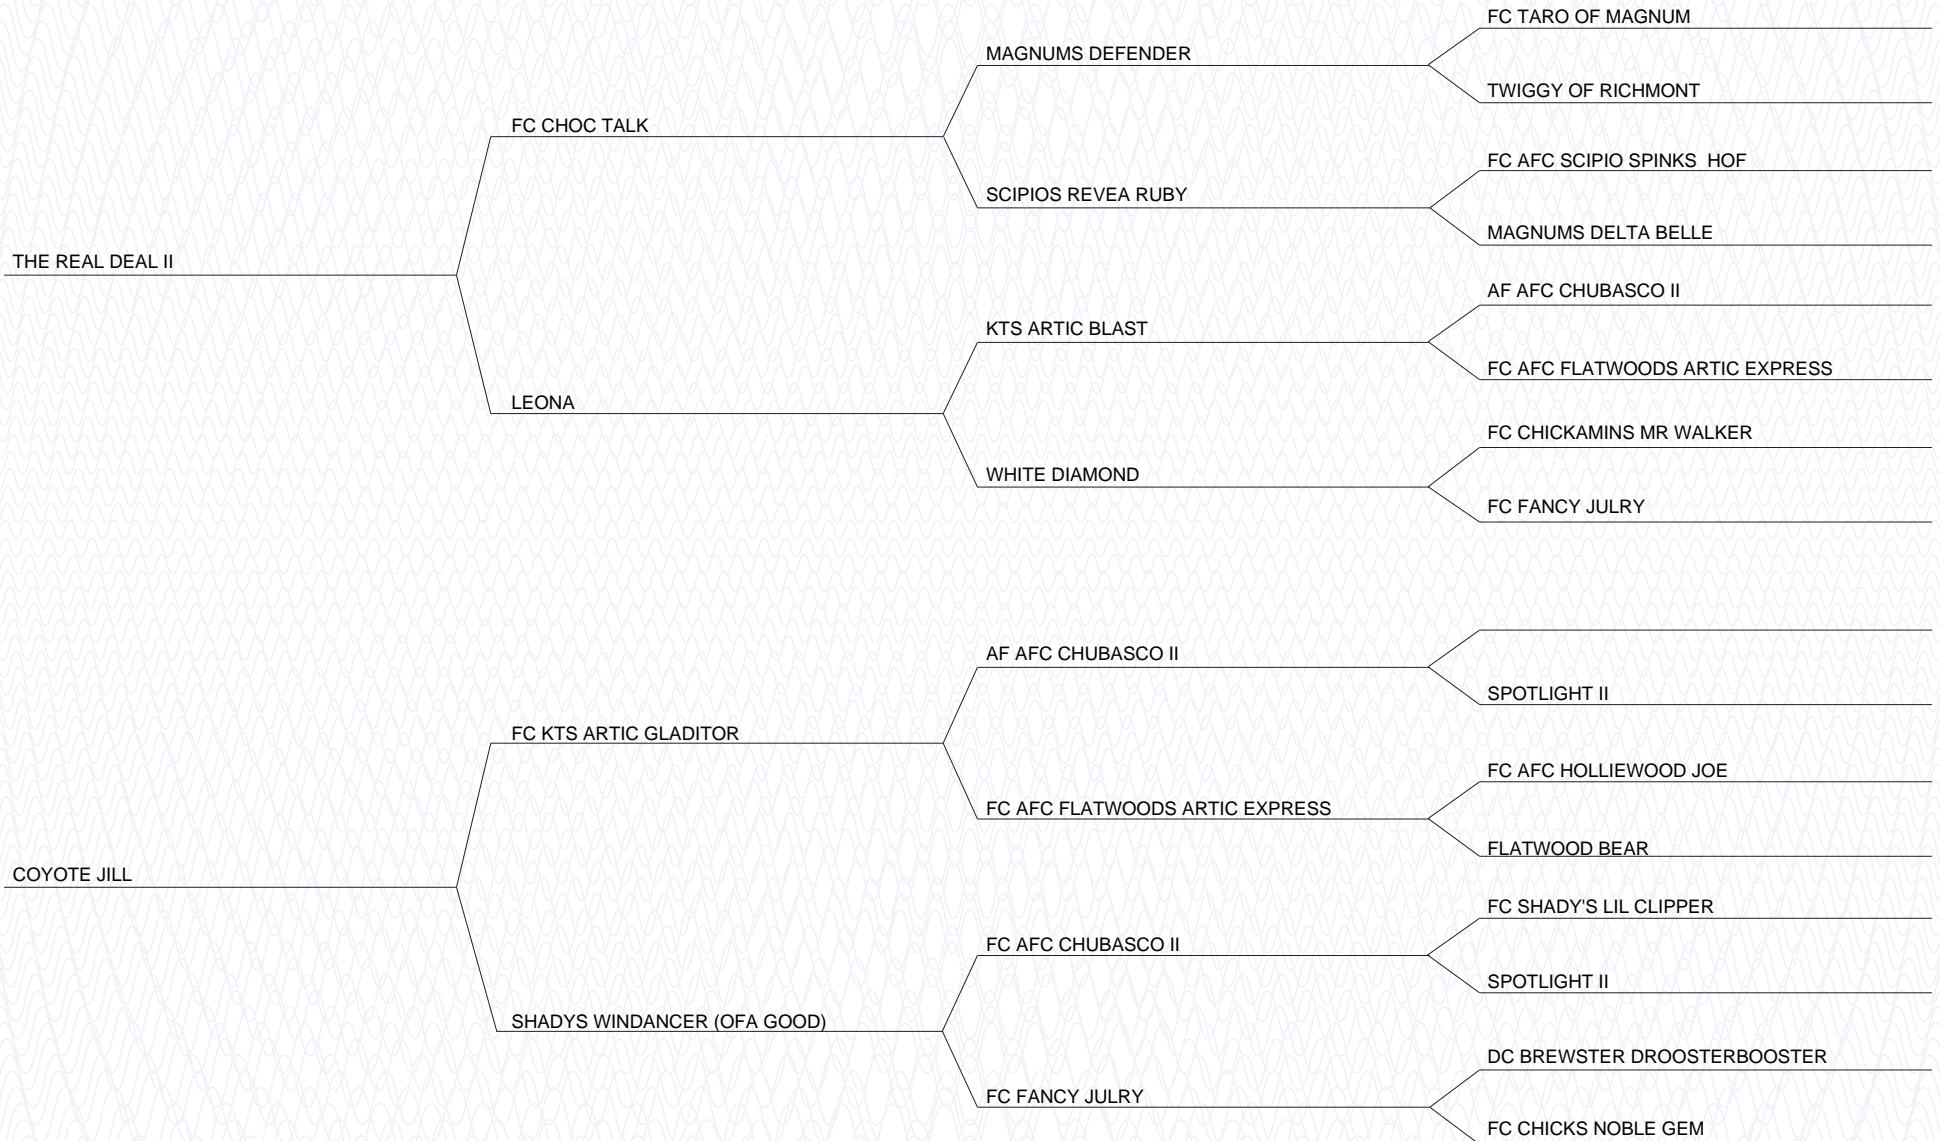 FC TARO OF MAGNUM
MAGNUMS DEFENDER
TWIGGY OF RICHMONT
FC CHOC TALK
FC AFC SCIPIO SPINKS  HOF
SCIPIOS REVEA RUBY
MAGNUMS DELTA BELLE
THE REAL DEAL II
AF AFC CHUBASCO II
KTS ARTIC BLAST
FC AFC FLATWOODS ARTIC EXPRESS
LEONA
FC CHICKAMINS MR WALKER
WHITE DIAMOND
FC FANCY JULRY
AF AFC CHUBASCO II
SPOTLIGHT II
FC KTS ARTIC GLADITOR
FC AFC HOLLIEWOOD JOE
FC AFC FLATWOODS ARTIC EXPRESS
FLATWOOD BEAR
COYOTE JILL
FC SHADY'S LIL CLIPPER
FC AFC CHUBASCO II
SPOTLIGHT II
SHADYS WINDANCER (OFA GOOD)
DC BREWSTER DROOSTERBOOSTER
FC FANCY JULRY
FC CHICKS NOBLE GEM